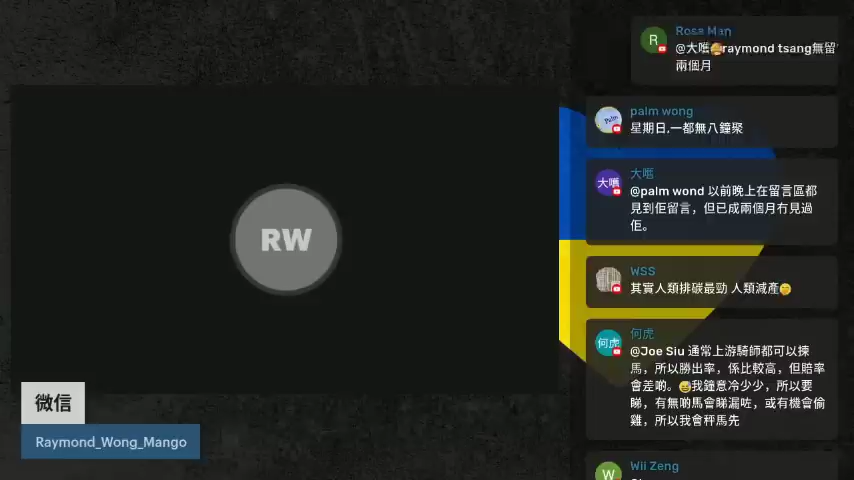 RW
微信
Raymond_Wong_Mango
R
Rosa Man
@大嚿🥰raymond tsang無留
兩個月
palm wong
星期日,一都無八鐘聚
@palm wond 以前晚上在留言區都
見到佢留言，但已成兩個月冇見過
佢。
WSS
其實人類排碳最勁 人類減產🤭
何虎
何虎
@Joe Siu 通常上游騎師都可以揀
馬，所以勝出率，係比較高，但賠率
會差啲。😅我鐘意冷少少，所以要
睇，有無啲馬會睇漏咗，或有機會偷
雞，所以我會秤馬先
W
Wii Zeng